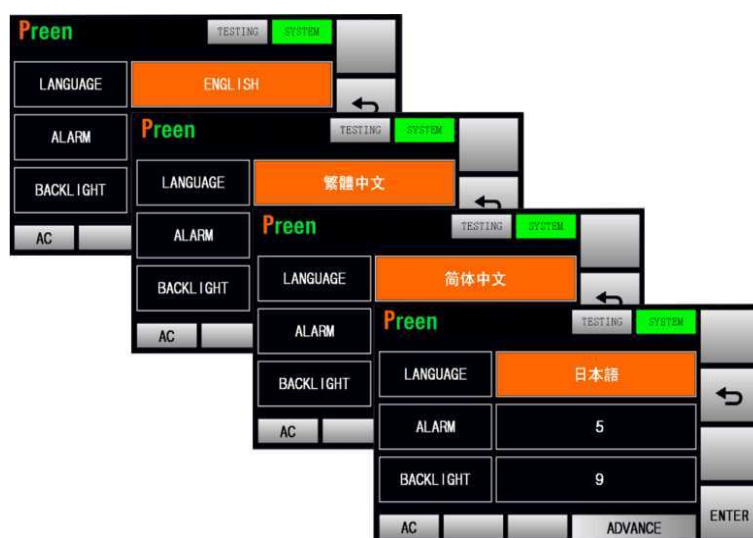 Preen TESTING SYSTEM
LANGUAGE ENGLISH
ALARM
BACKLIGHT
AC
Preen TESTING SYSTEM
LANGUAGE 繁體中文
ALARM
BACKLIGHT
AC
Preen TESTING SYSTEM
LANGUAGE 简体中文
ALARM
BACKLIGHT
AC
Preen TESTING SYSTEM
LANGUAGE 日本語
ALARM 5
BACKLIGHT 9
ENTER
AC ADVANCE